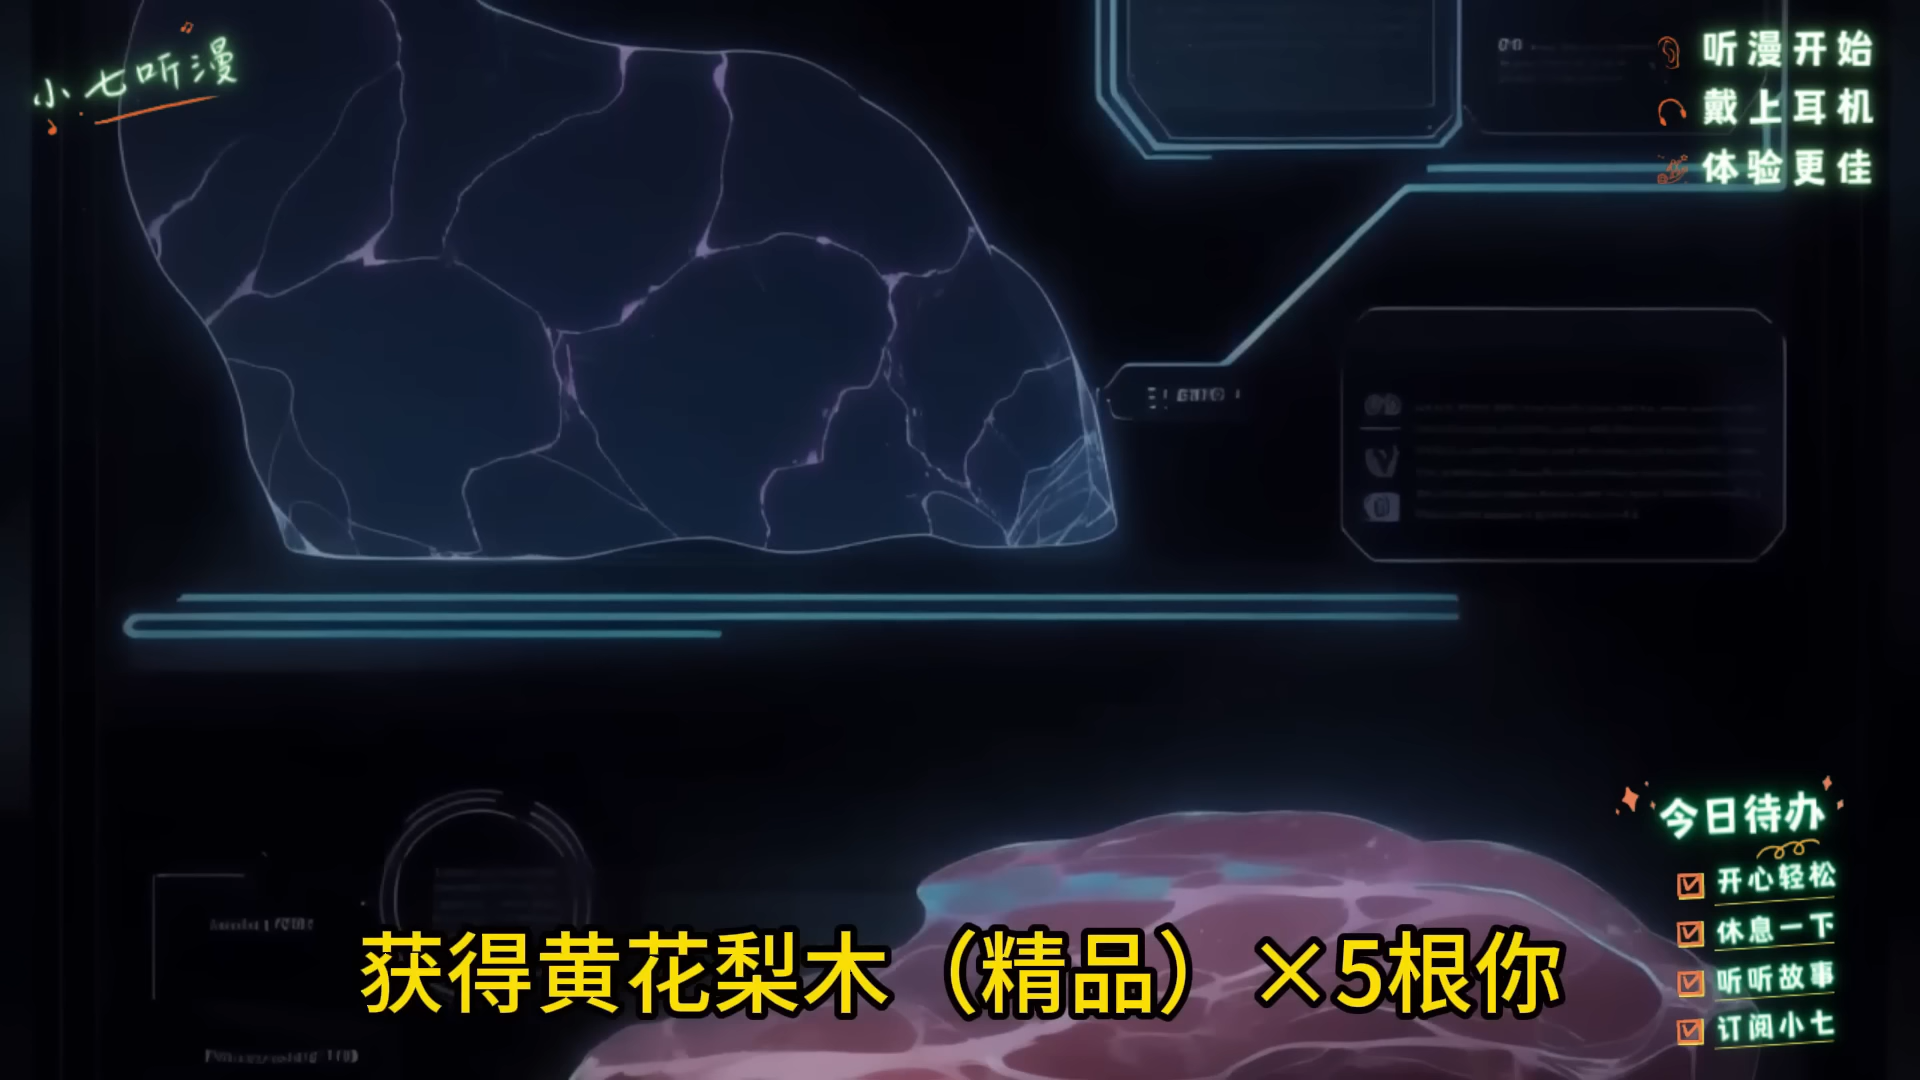 小七听漫
听漫开始
戴上耳机
体验更佳
今日待办
开心轻松
休息一下
听听故事
订阅小七
获得黄花梨木（精品）×5根你